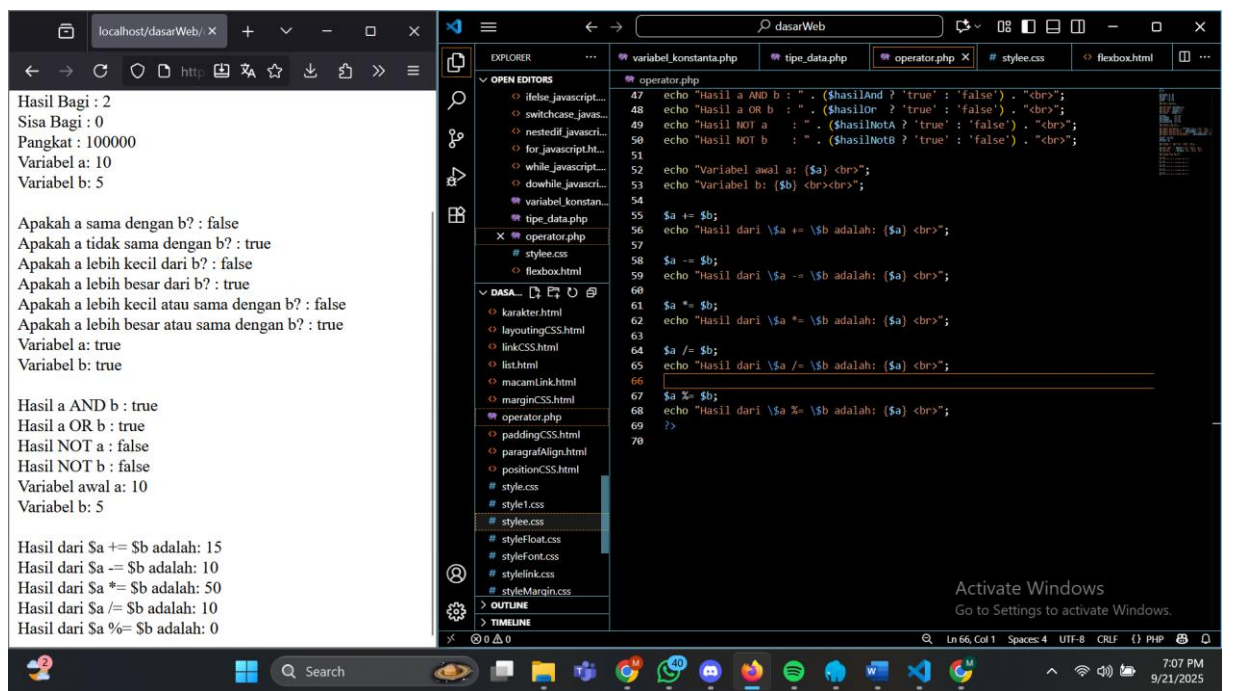 localhost/dasarWeb/
http
Hasil Bagi : 2
Sisa Bagi : 0
Pangkat : 100000
Variabel a: 10
Variabel b: 5
Apakah a sama dengan b? : false
Apakah a tidak sama dengan b? : true
Apakah a lebih kecil dari b? : false
Apakah a lebih besar dari b? : true
Apakah a lebih kecil atau sama dengan b? : false
Apakah a lebih besar atau sama dengan b? : true
Variabel a: true
Variabel b: true
Hasil a AND b : true
Hasil a OR b : true
Hasil NOT a : false
Hasil NOT b : false
Variabel awal a: 10
Variabel b: 5
Hasil dari $a += $b adalah: 15
Hasil dari $a -= $b adalah: 10
Hasil dari $a *= $b adalah: 50
Hasil dari $a /= $b adalah: 10
Hasil dari $a %= $b adalah: 0
dasarWeb
EXPLORER ...
OPEN EDITORS
ifelse_javascript....
switchcase_javas...
nestedif_javascri...
for_javascript.ht...
while_javascript....
dowhile_javascri...
variabel_konstan...
tipe_data.php
operator.php
# stylee.css
flexbox.html
DASA...
karakter.html
layoutingCSS.html
linkCSS.html
list.html
macamLink.html
marginCSS.html
operator.php
paddingCSS.html
paragrafAlign.html
positionCSS.html
# style.css
# style1.css
# stylee.css
# styleFloat.css
# styleFont.css
# stylelink.css
# styleMargin.css
OUTLINE
TIMELINE
variabel_konstanta.php tipe_data.php operator.php # stylee.css flexbox.html ...
operator.php
47 echo "Hasil a AND b : " . ($hasilAnd ? 'true' : 'false') . "<br>";
48 echo "Hasil a OR b : " . ($hasilOr ? 'true' : 'false') . "<br>";
49 echo "Hasil NOT a : " . ($hasilNotA ? 'true' : 'false') . "<br>";
50 echo "Hasil NOT b : " . ($hasilNotB ? 'true' : 'false') . "<br>";
51
52 echo "Variabel awal a: {$a} <br>";
53 echo "Variabel b: {$b} <br><br>";
54
55 $a += $b;
56 echo "Hasil dari \$a += \$b adalah: {$a} <br>";
57
58 $a -= $b;
59 echo "Hasil dari \$a -= \$b adalah: {$a} <br>";
60
61 $a *= $b;
62 echo "Hasil dari \$a *= \$b adalah: {$a} <br>";
63
64 $a /= $b;
65 echo "Hasil dari \$a /= \$b adalah: {$a} <br>";
66
67 $a %= $b;
68 echo "Hasil dari \$a %= \$b adalah: {$a} <br>";
69 ?>
70
Activate Windows
Go to Settings to activate Windows.
0 0 Ln 66, Col 1 Spaces: 4 UTF-8 CRLF {} PHP
2 Search 40 7:07 PM
9/21/2025